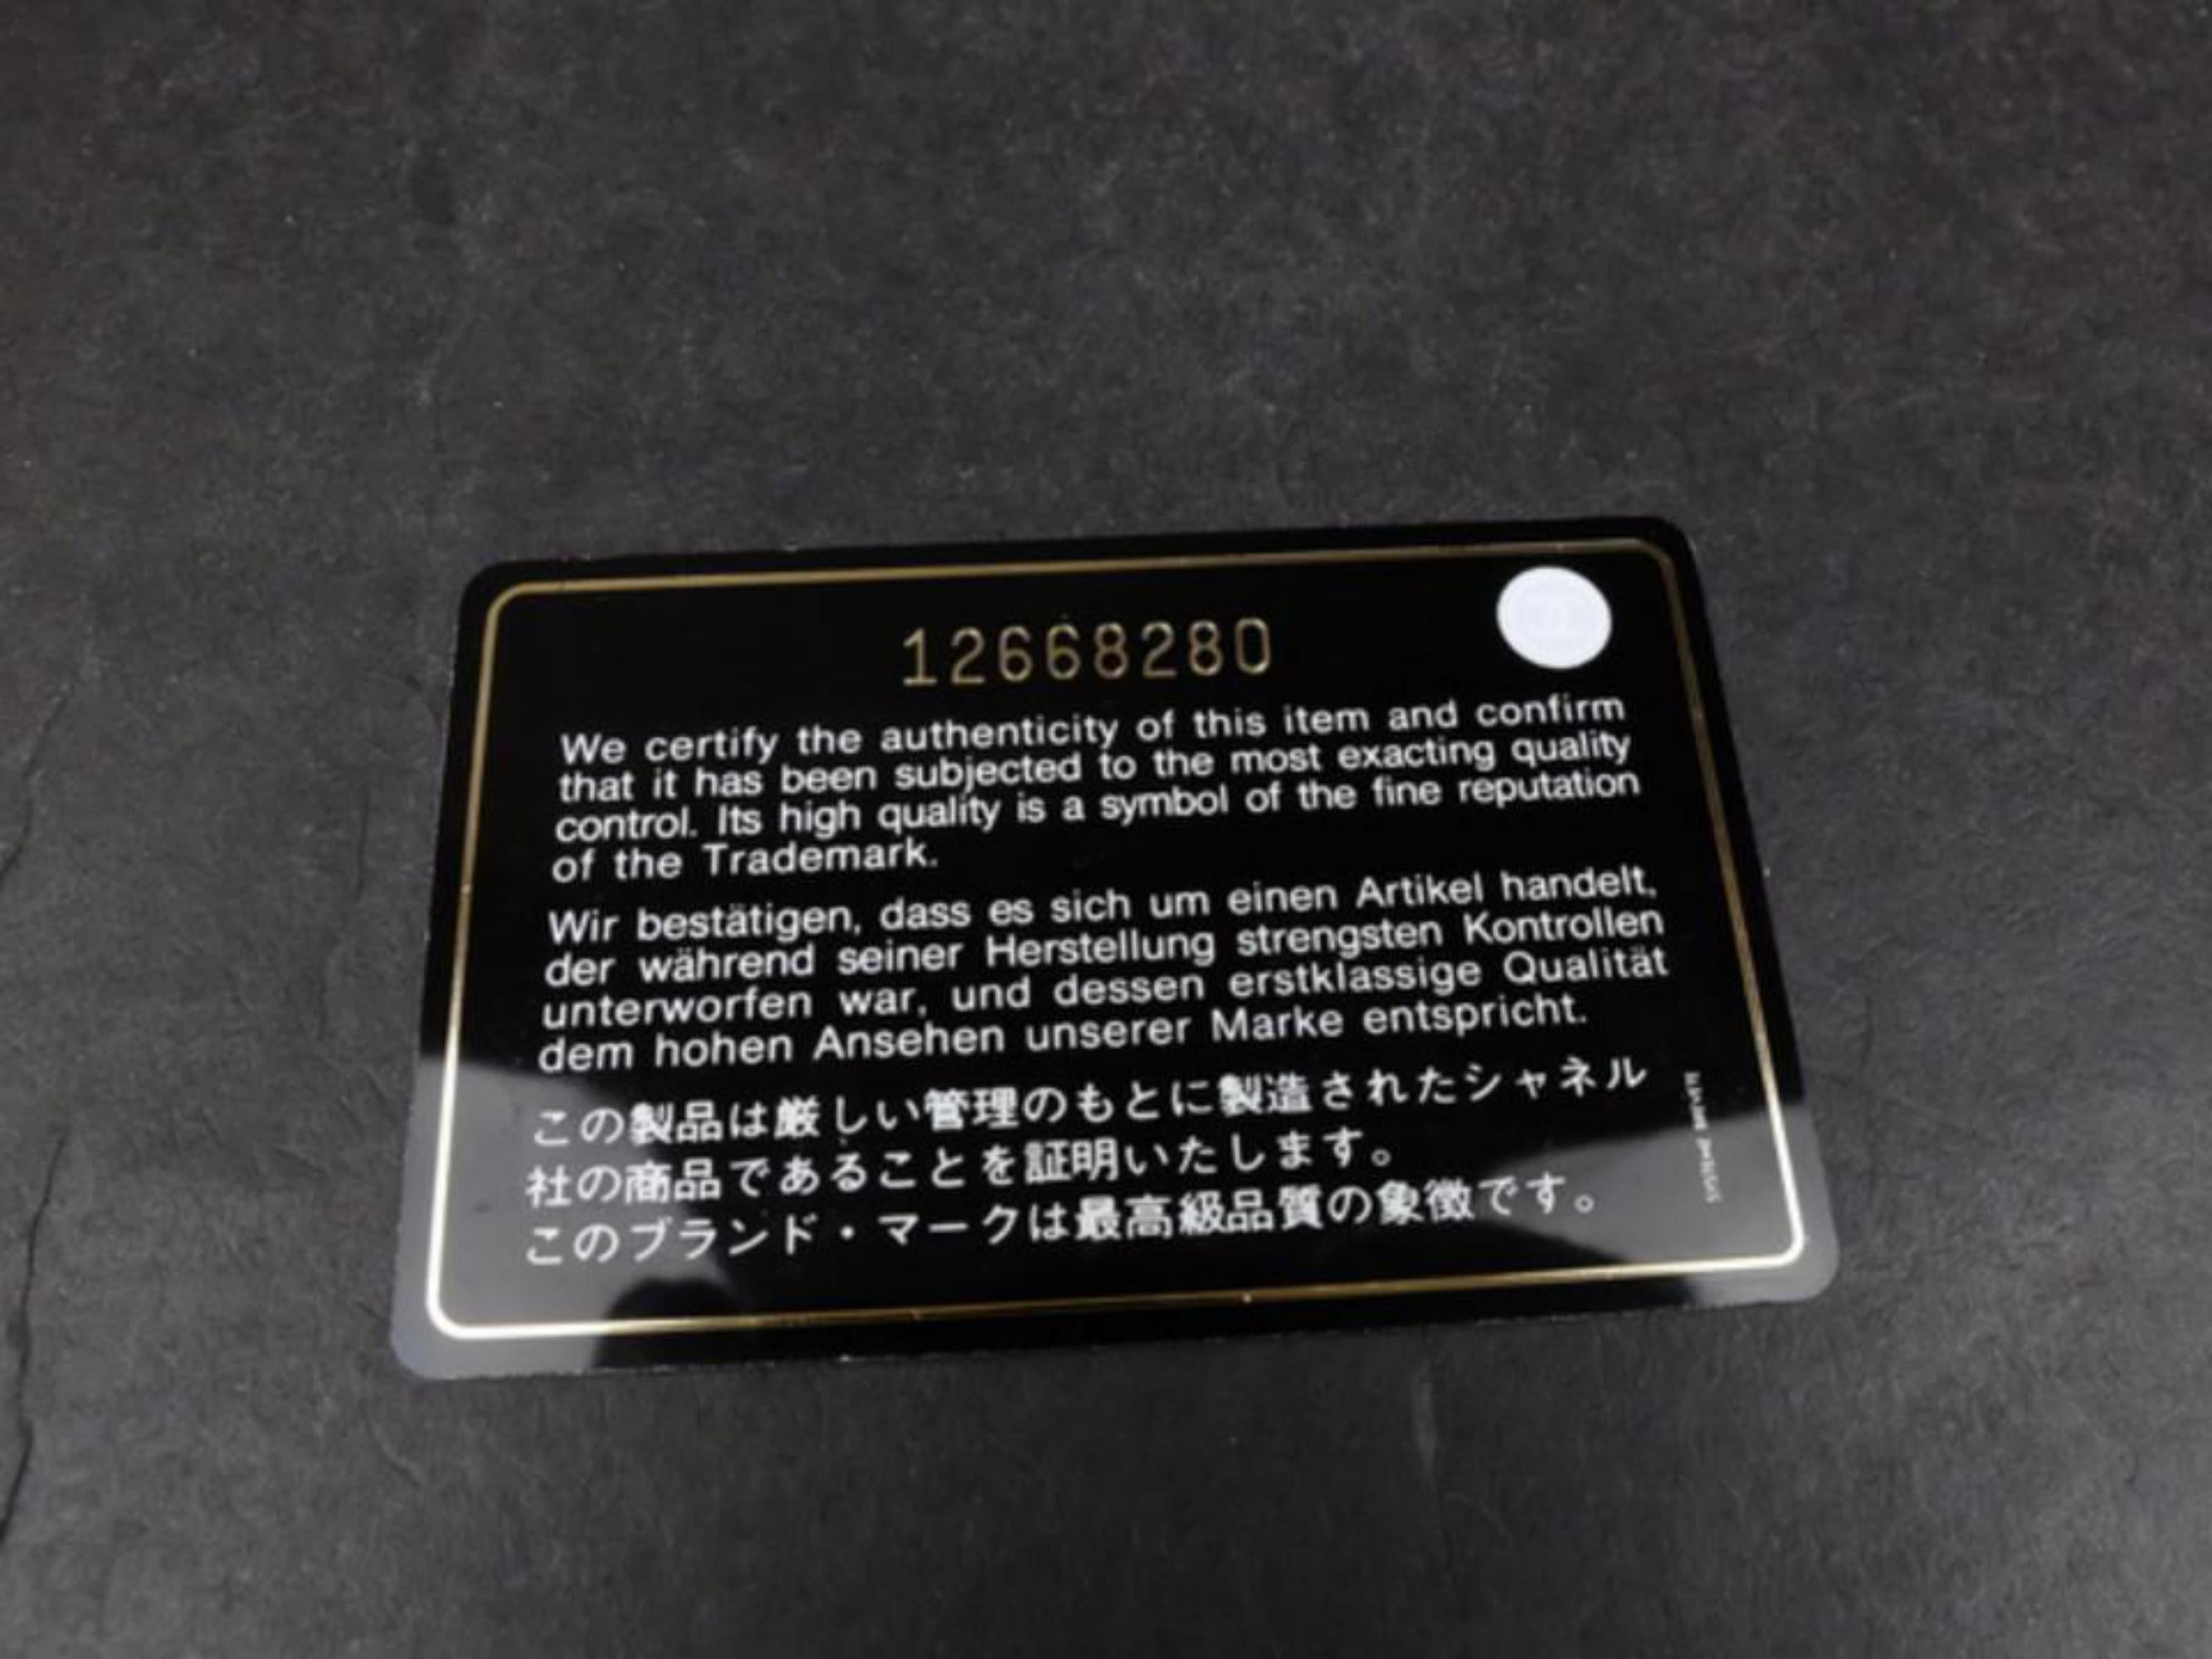 12668280
We certify the authenticity of this item and confirm
that it has been subjected to the most exacting quality
control. Its high quality is a symbol of the fine reputation
of the Trademark.
Wir bestätigen, dass es sich um einen Artikel handelt,
der während seiner Herstellung strengsten Kontrollen
unterworfen war, und dessen erstklassige Qualität
dem hohen Ansehen unserer Marke entspricht.
この製品は厳しい管理のもとに製造されたシャネル
社の商品であることを証明いたします。
このブランド・マークは最高級品質の象徴です。